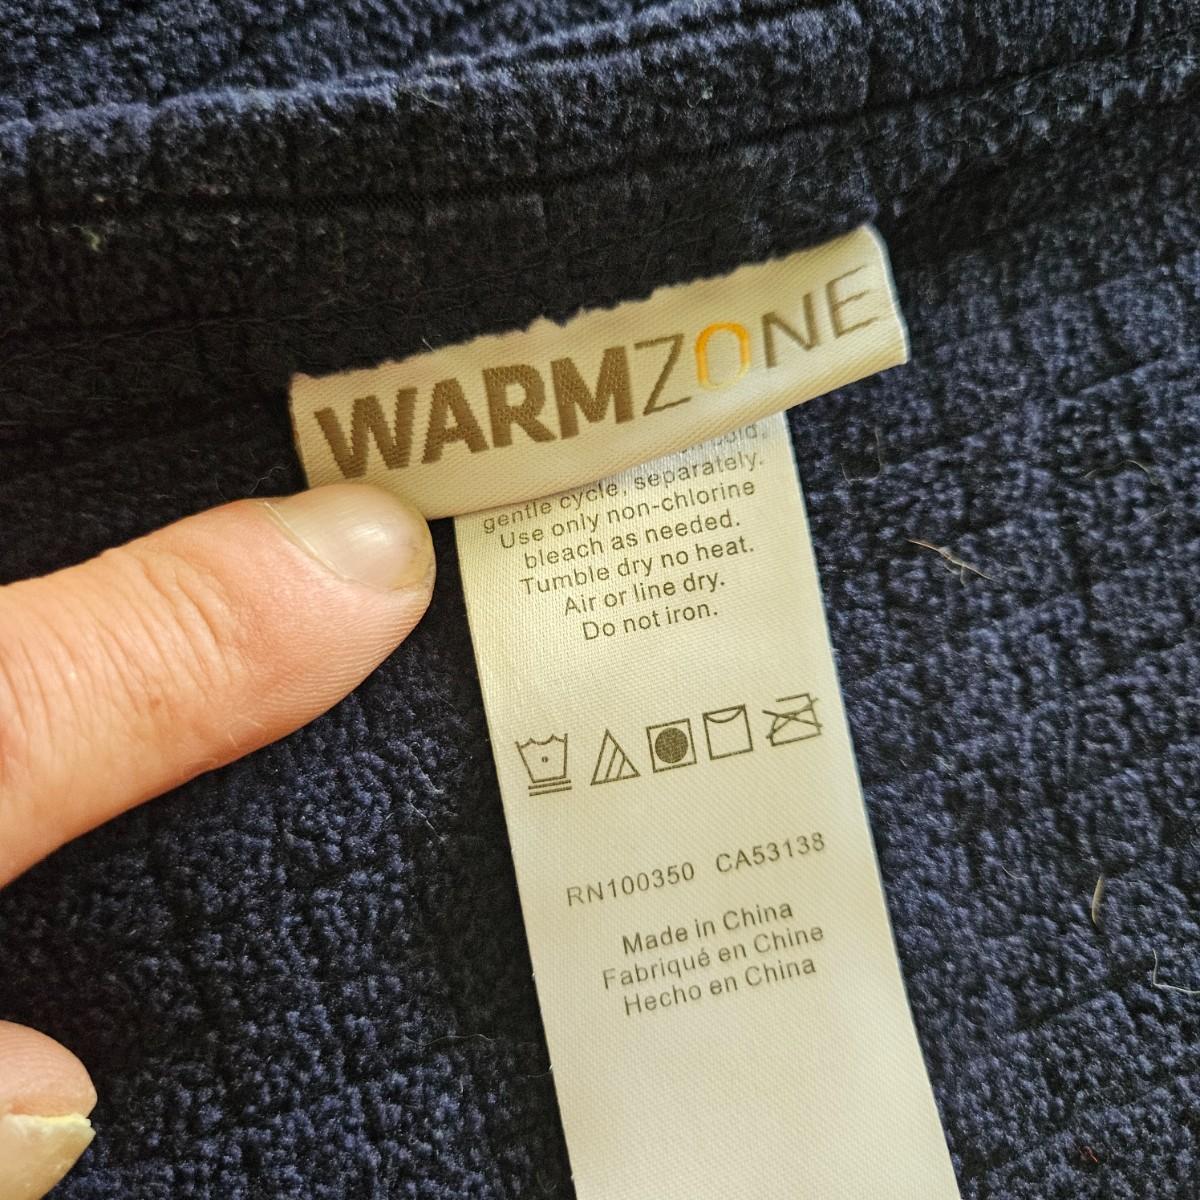 WARMZONE
gentle cycle, separately.
Use only non-chlorine
bleach as needed.
Tumble dry no heat.
Air or line dry.
Do not iron.
RN100350 CA53138
Made in China
Fabriqué en Chine
Hecho en China